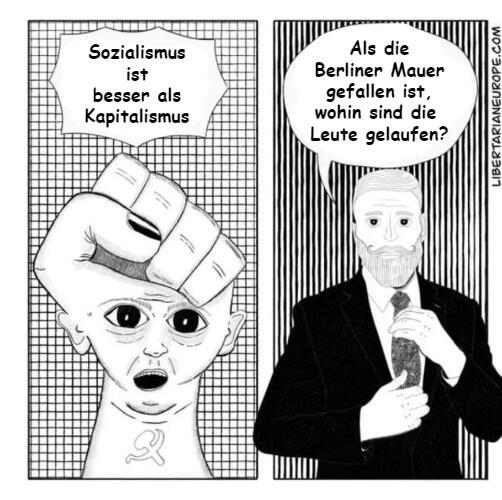 Sozialismus
ist
besser als
Kapitalismus
Als die
Berliner Mauer
gefallen ist,
wohin sind die
Leute gelaufen?
LIBERTARIANEUROPE.COM